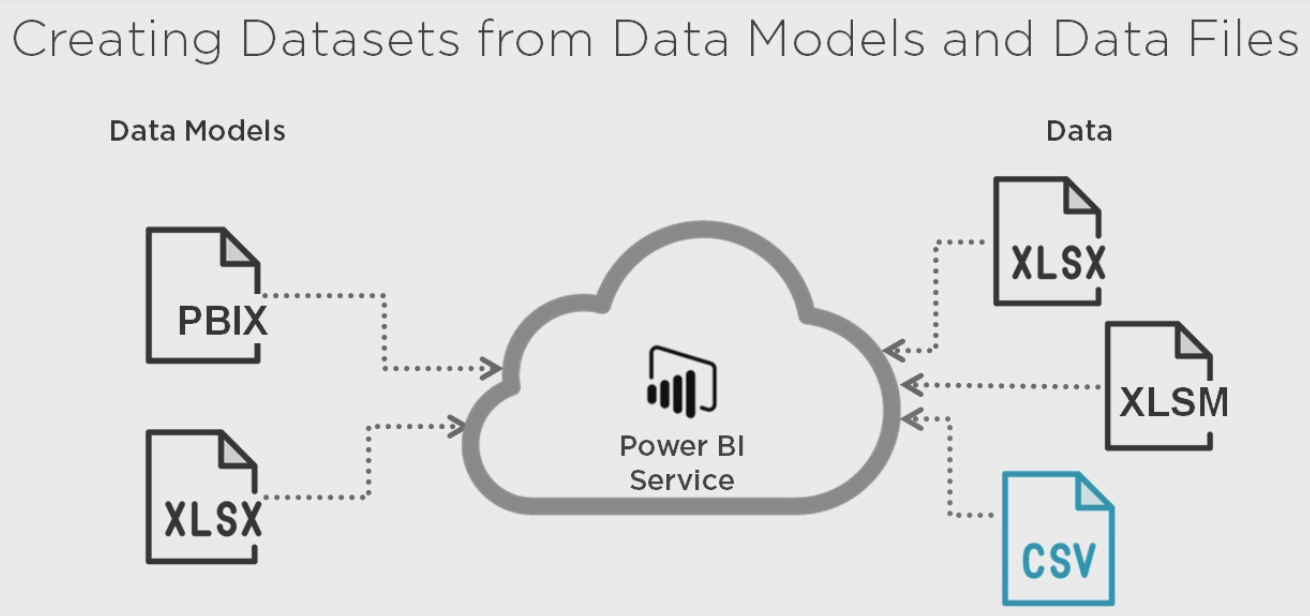 Creating Datasets from Data Models and Data Files
Data Models
Data
PBIX
XLSX
Power BI
Service
XLSX
XLSM
CSV